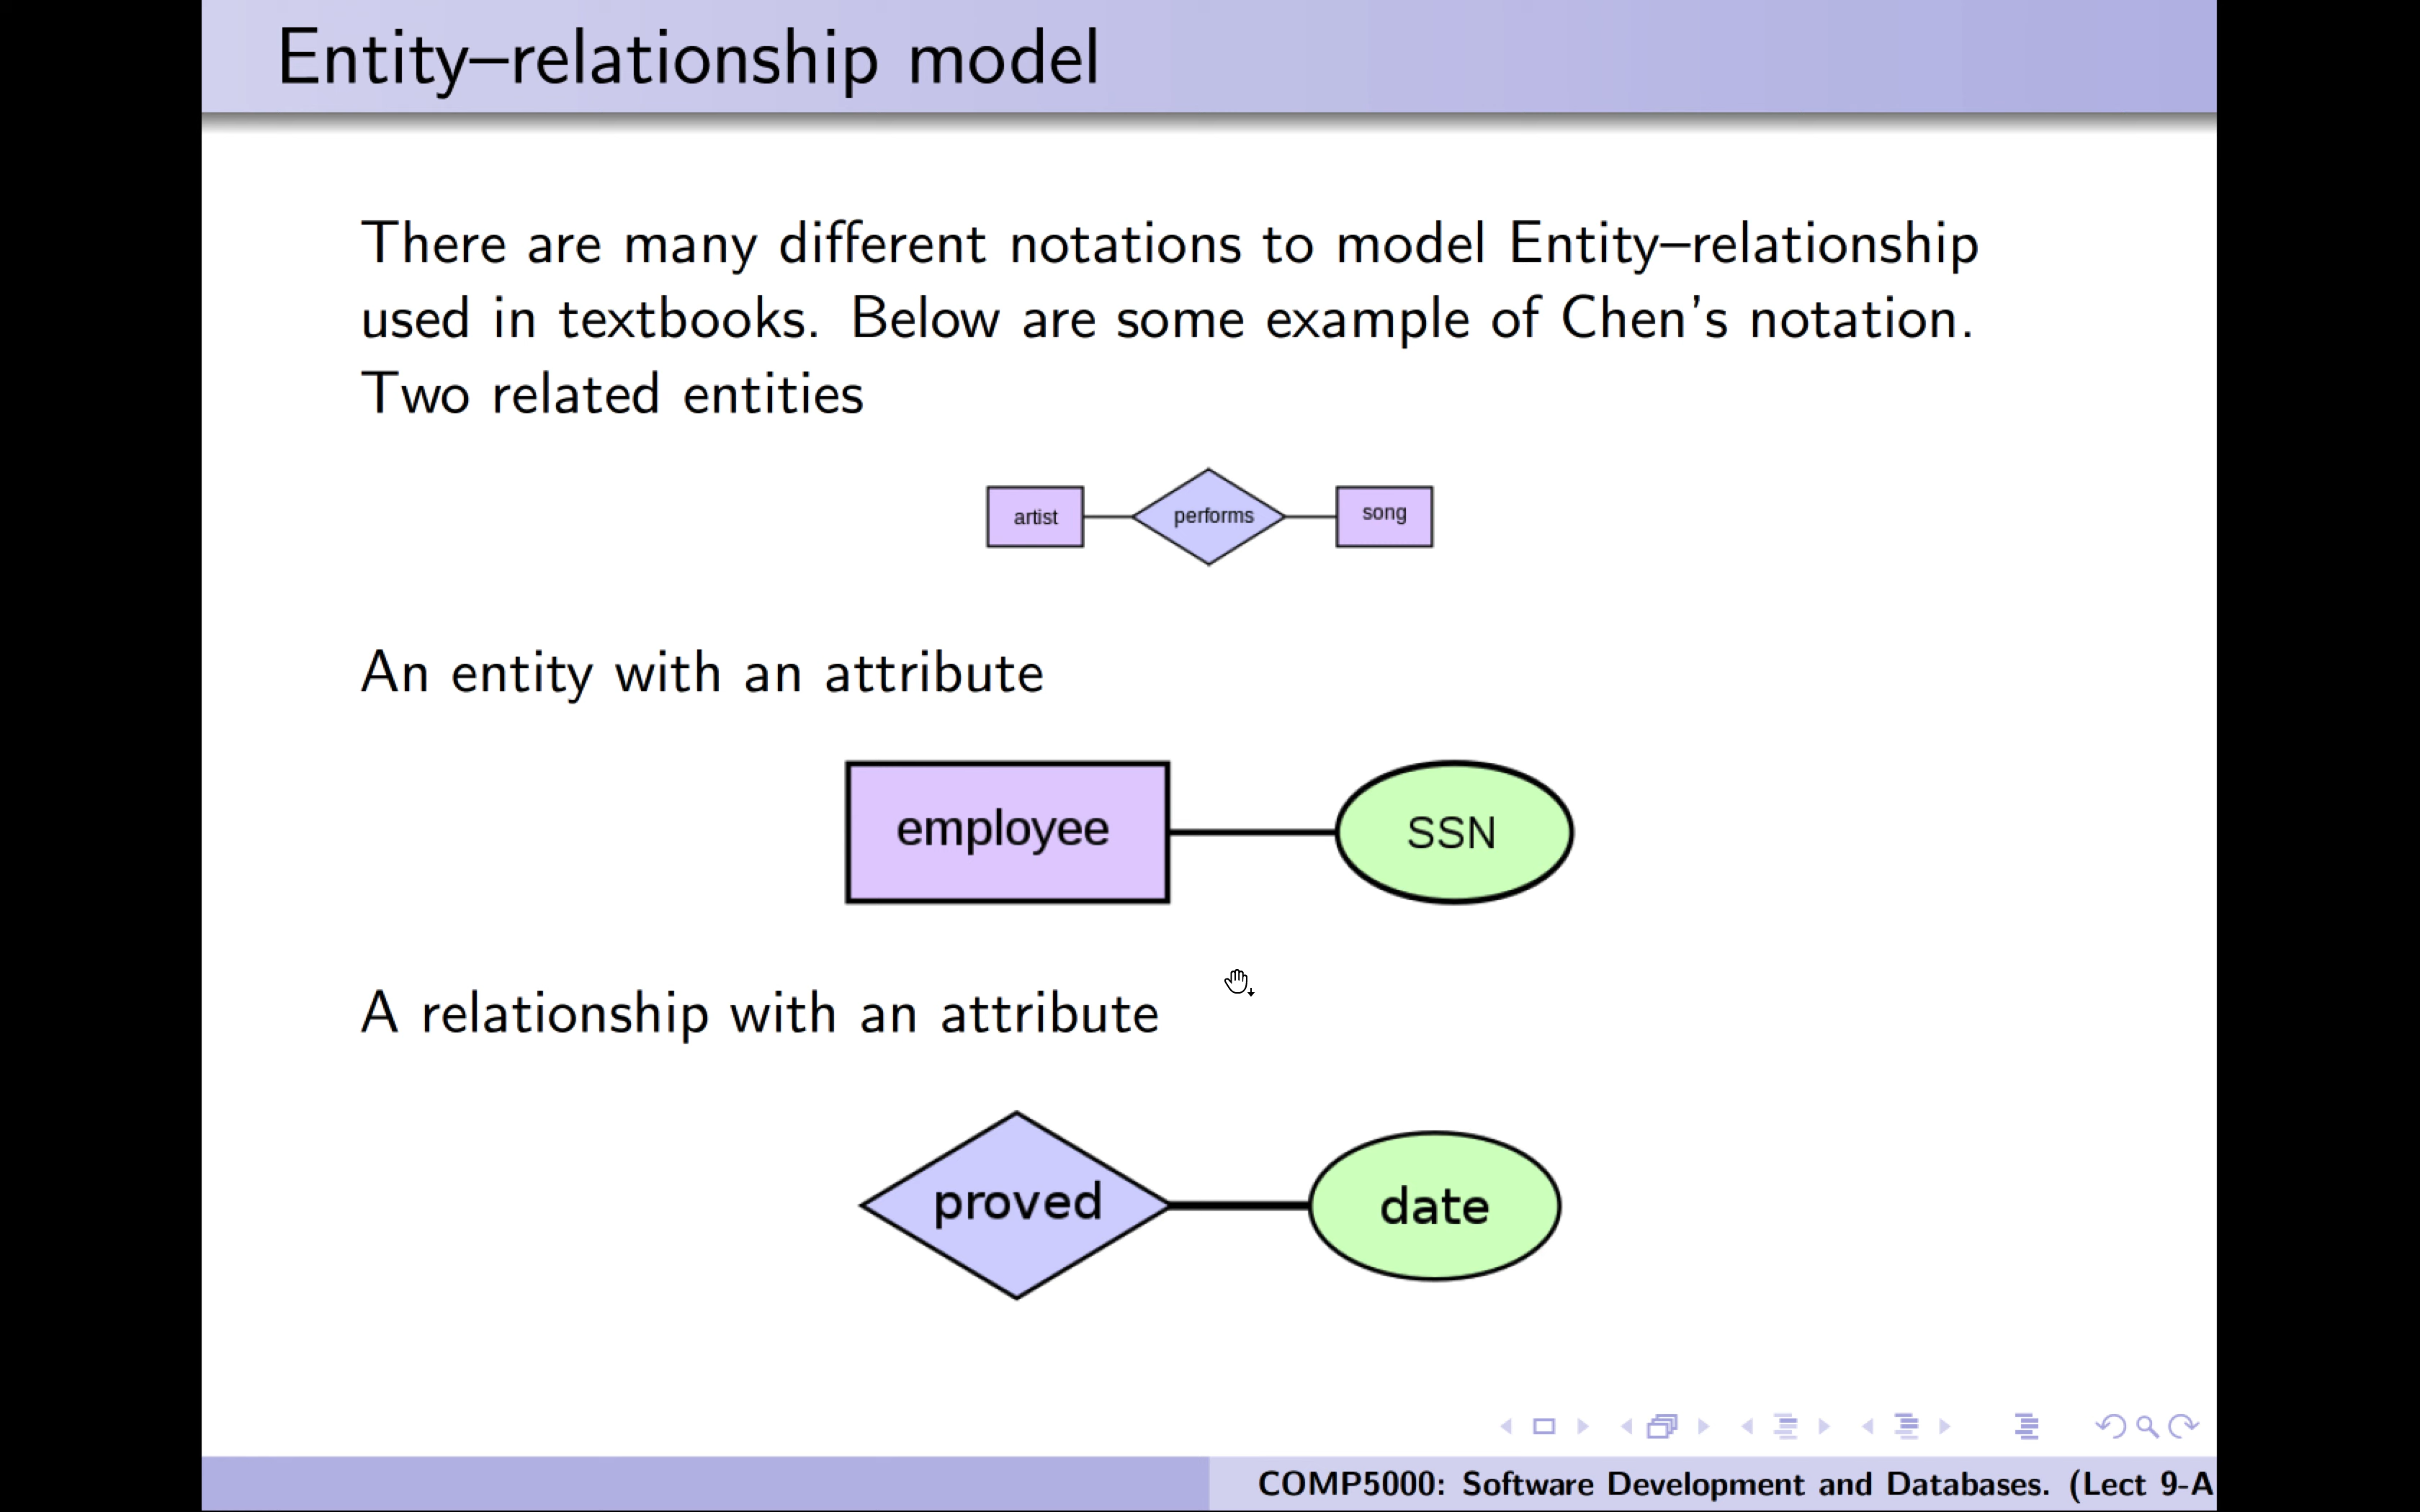 Entity–relationship model
There are many different notations to model Entity–relationship
used in textbooks. Below are some example of Chen's notation.
Two related entities
artist performs song
An entity with an attribute
employee SSN
A relationship with an attribute
proved date
COMP5000: Software Development and Databases. (Lect 9-A